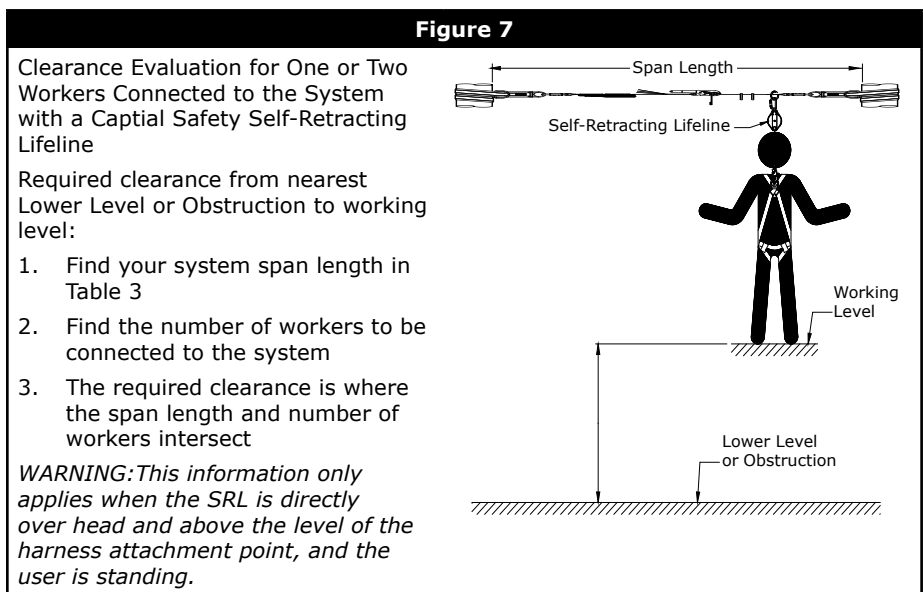 Figure 7
Clearance Evaluation for One or Two
Workers Connected to the System
with a Captial Safety Self-Retracting
Lifeline
Required clearance from nearest
Lower Level or Obstruction to working
level:
1. Find your system span length in
Table 3
2. Find the number of workers to be
connected to the system
3. The required clearance is where
the span length and number of
workers intersect
WARNING:This information only
applies when the SRL is directly
over head and above the level of the
harness attachment point, and the
user is standing.
Span Length
Self-Retracting Lifeline
Working
Level
Lower Level
or Obstruction